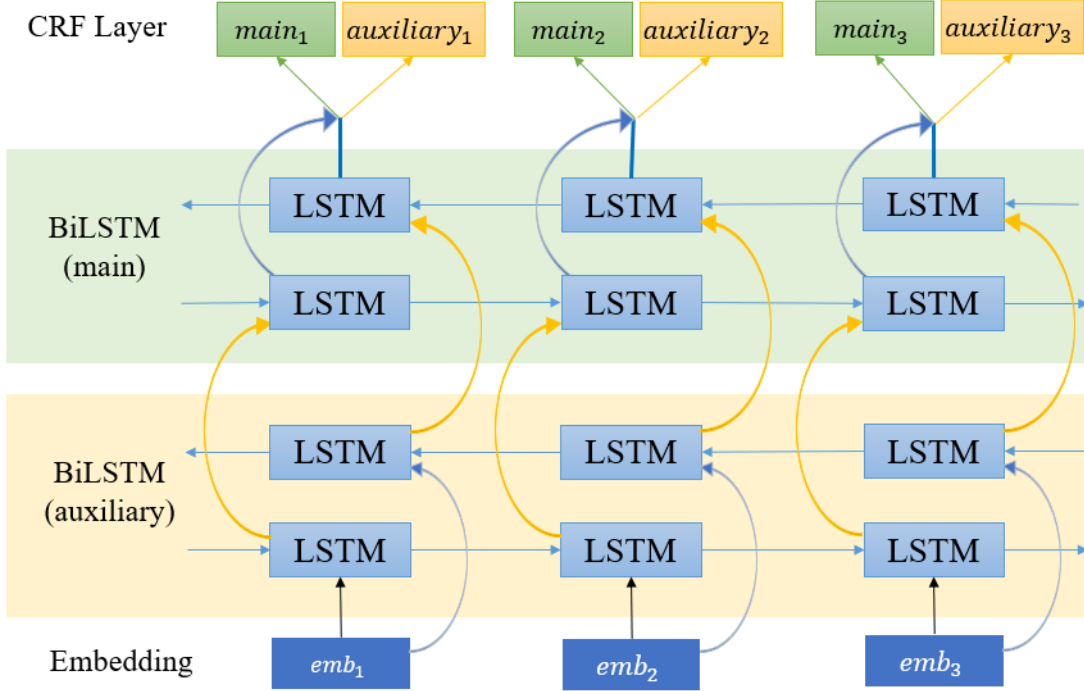 CRF Layer
main₁ auxiliary₁ main₂ auxiliary₂ main₃ auxiliary₃
LSTM LSTM LSTM
BiLSTM
(main)
LSTM LSTM LSTM
LSTM LSTM LSTM
BiLSTM
(auxiliary)
LSTM LSTM LSTM
Embedding emb₁ emb₂ emb₃